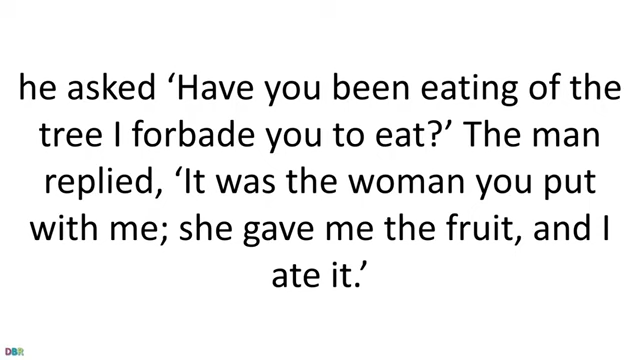 he asked ‘Have you been eating of the
tree I forbade you to eat?’ The man
replied, ‘It was the woman you put
with me; she gave me the fruit, and I
ate it.’
DBR